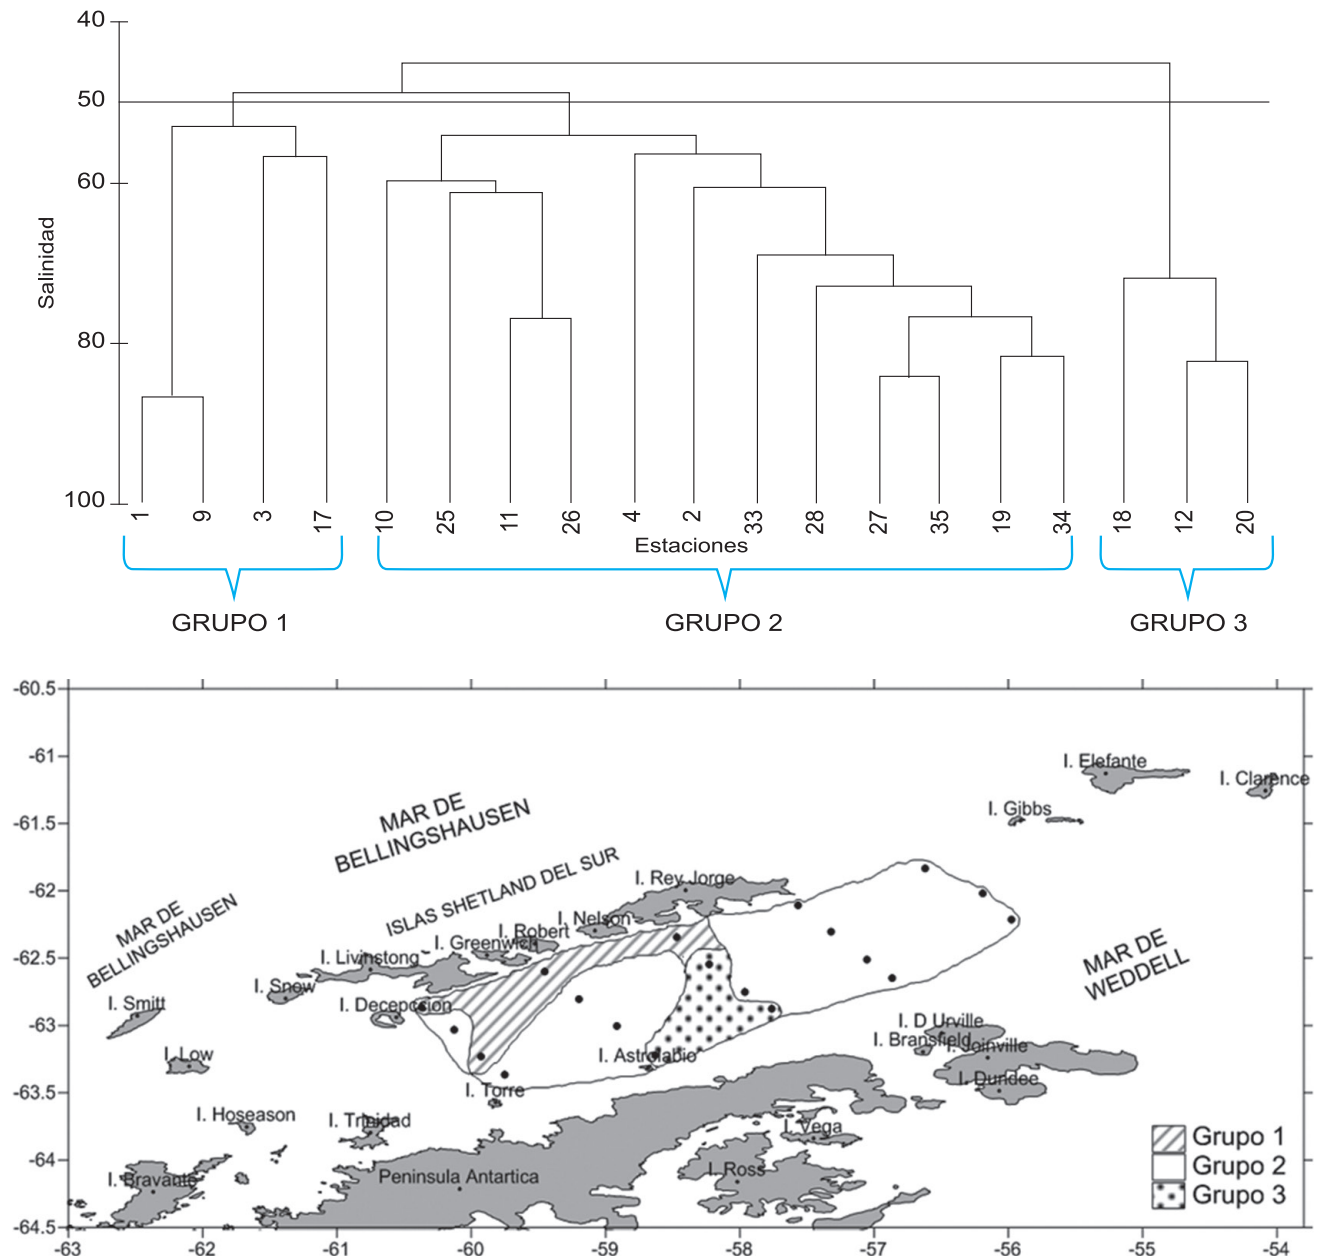 40
50
60
80
100
Salinidad
1 9 3 17 10 25 11 26 4 2 33 28 27 35 19 34 18 12 20
Estaciones
GRUPO 1 GRUPO 2 GRUPO 3
-60.5
-61
-61.5
-62
-62.5
-63
-63.5
-64
-64.5
I. Elefante
I. Clarence
I. Gibbs
MAR DE
BELLINGSHAUSEN
ISLAS SHETLAND DEL SUR
I. Rey Jorge
MAR DE
BELLINGSHAUSEN
I. Nelson
I. Robert
I. Greenwich
I. Livinstong
MAR DE
WEDDELL
I. Snow
I. Smitt
I. Decepcsion
I. D Urville
I. Bransfield
I. Joinville
I. Low
I. Astrolabio
I. Dundee
I. Torre
I. Hoseason
I. Trinidad
I. Vega
I. Bravante
Peninsula Antartica
I. Ross
Grupo 1
Grupo 2
Grupo 3
-63 -62 -61 -60 -59 -58 -57 -56 -55 -54